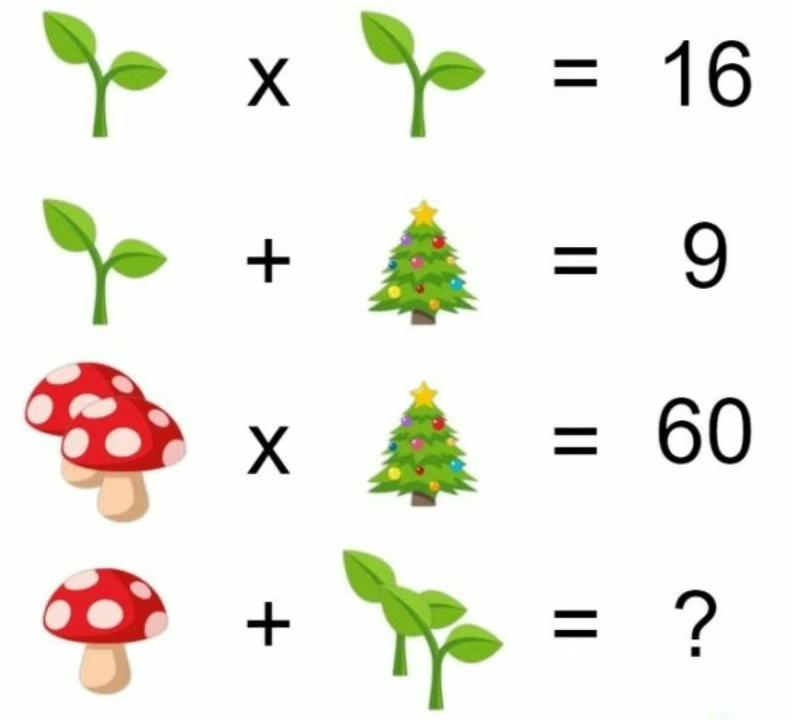 x = 16
+ = 9
x = 60
+ = ?